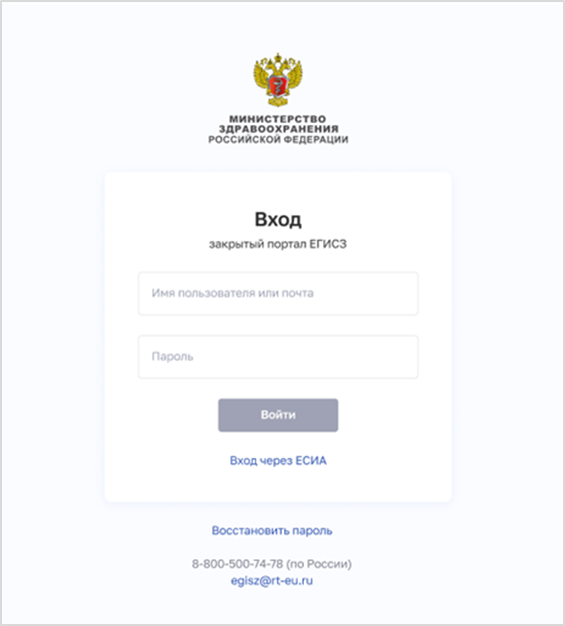 МИНИСТЕРСТВО
ЗДРАВООХРАНЕНИЯ
РОССИЙСКОЙ ФЕДЕРАЦИИ
Вход
закрытый портал ЕГИСЗ
Имя пользователя или почта
Пароль
Войти
Вход через ЕСИА
Восстановить пароль
8-800-500-74-78 (по России)
egisz@rt-eu.ru